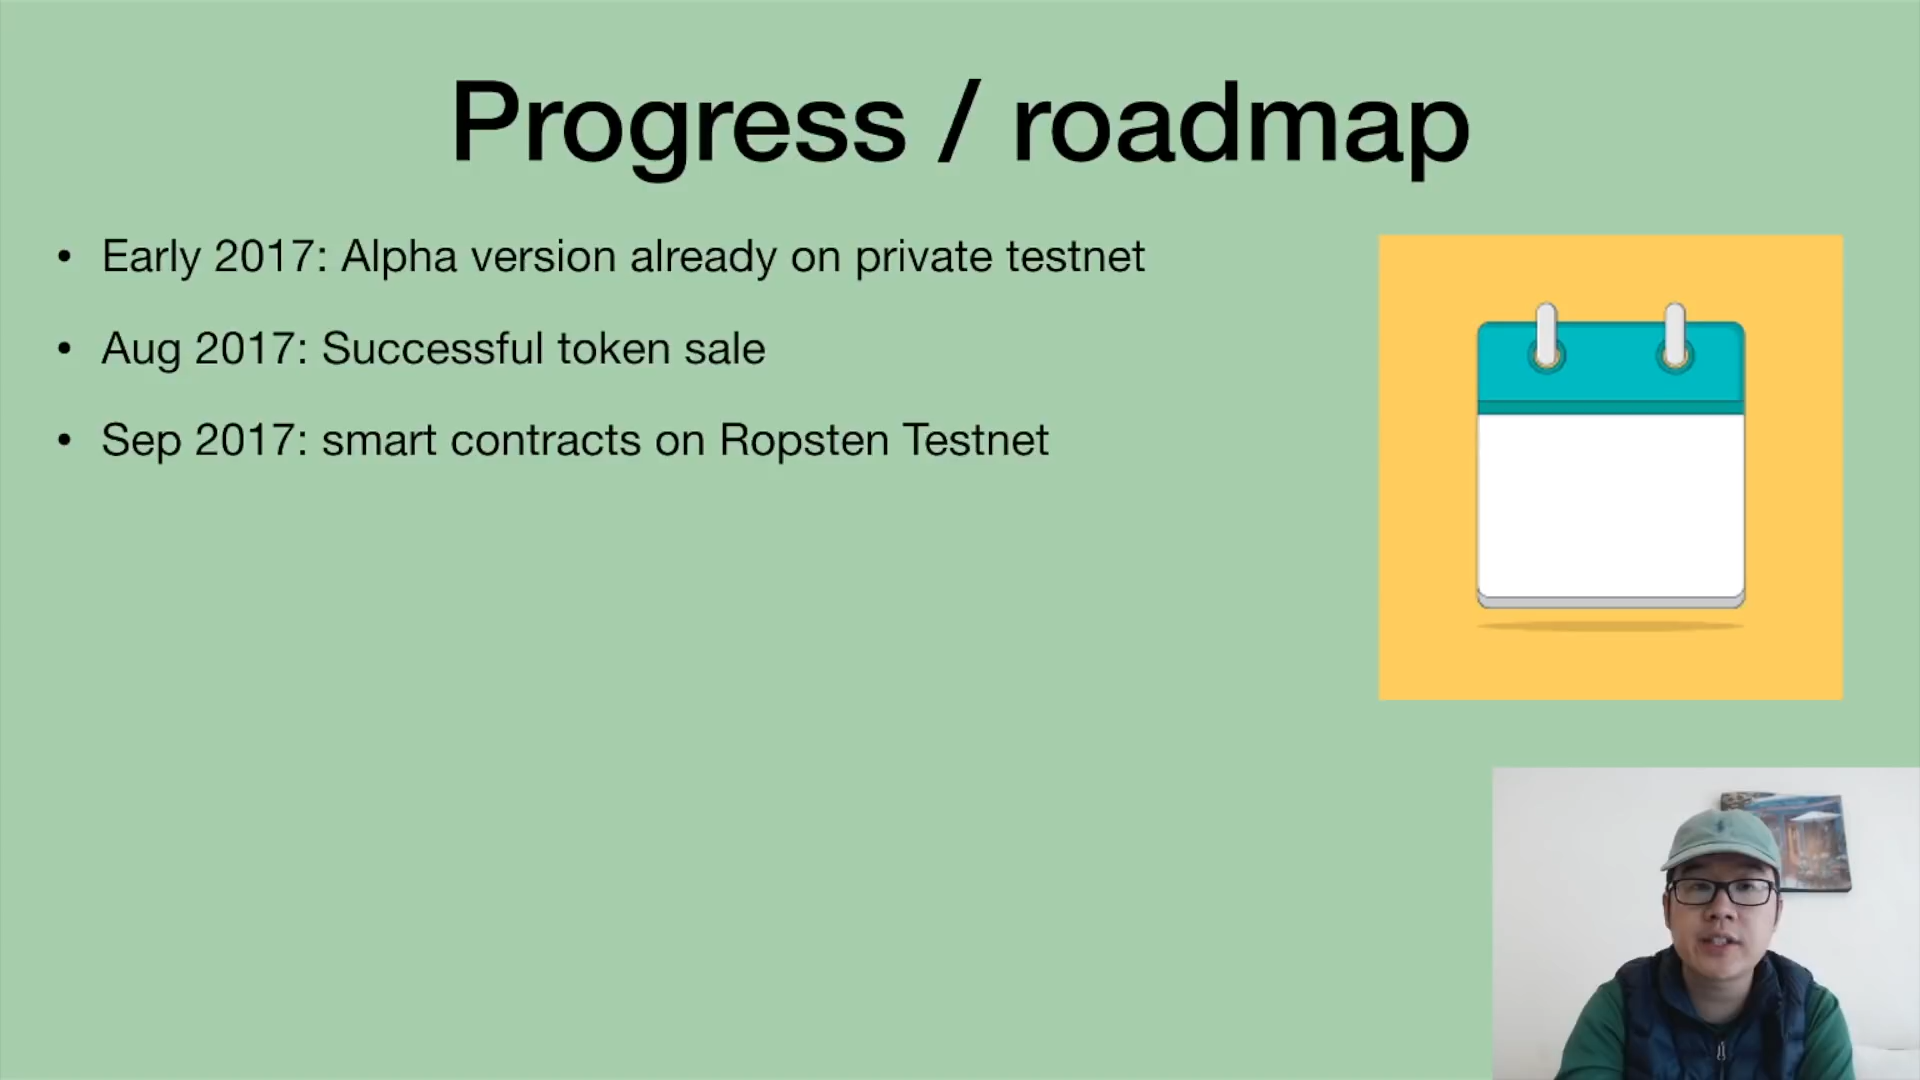 Progress / roadmap
• Early 2017: Alpha version already on private testnet
• Aug 2017: Successful token sale
• Sep 2017: smart contracts on Ropsten Testnet